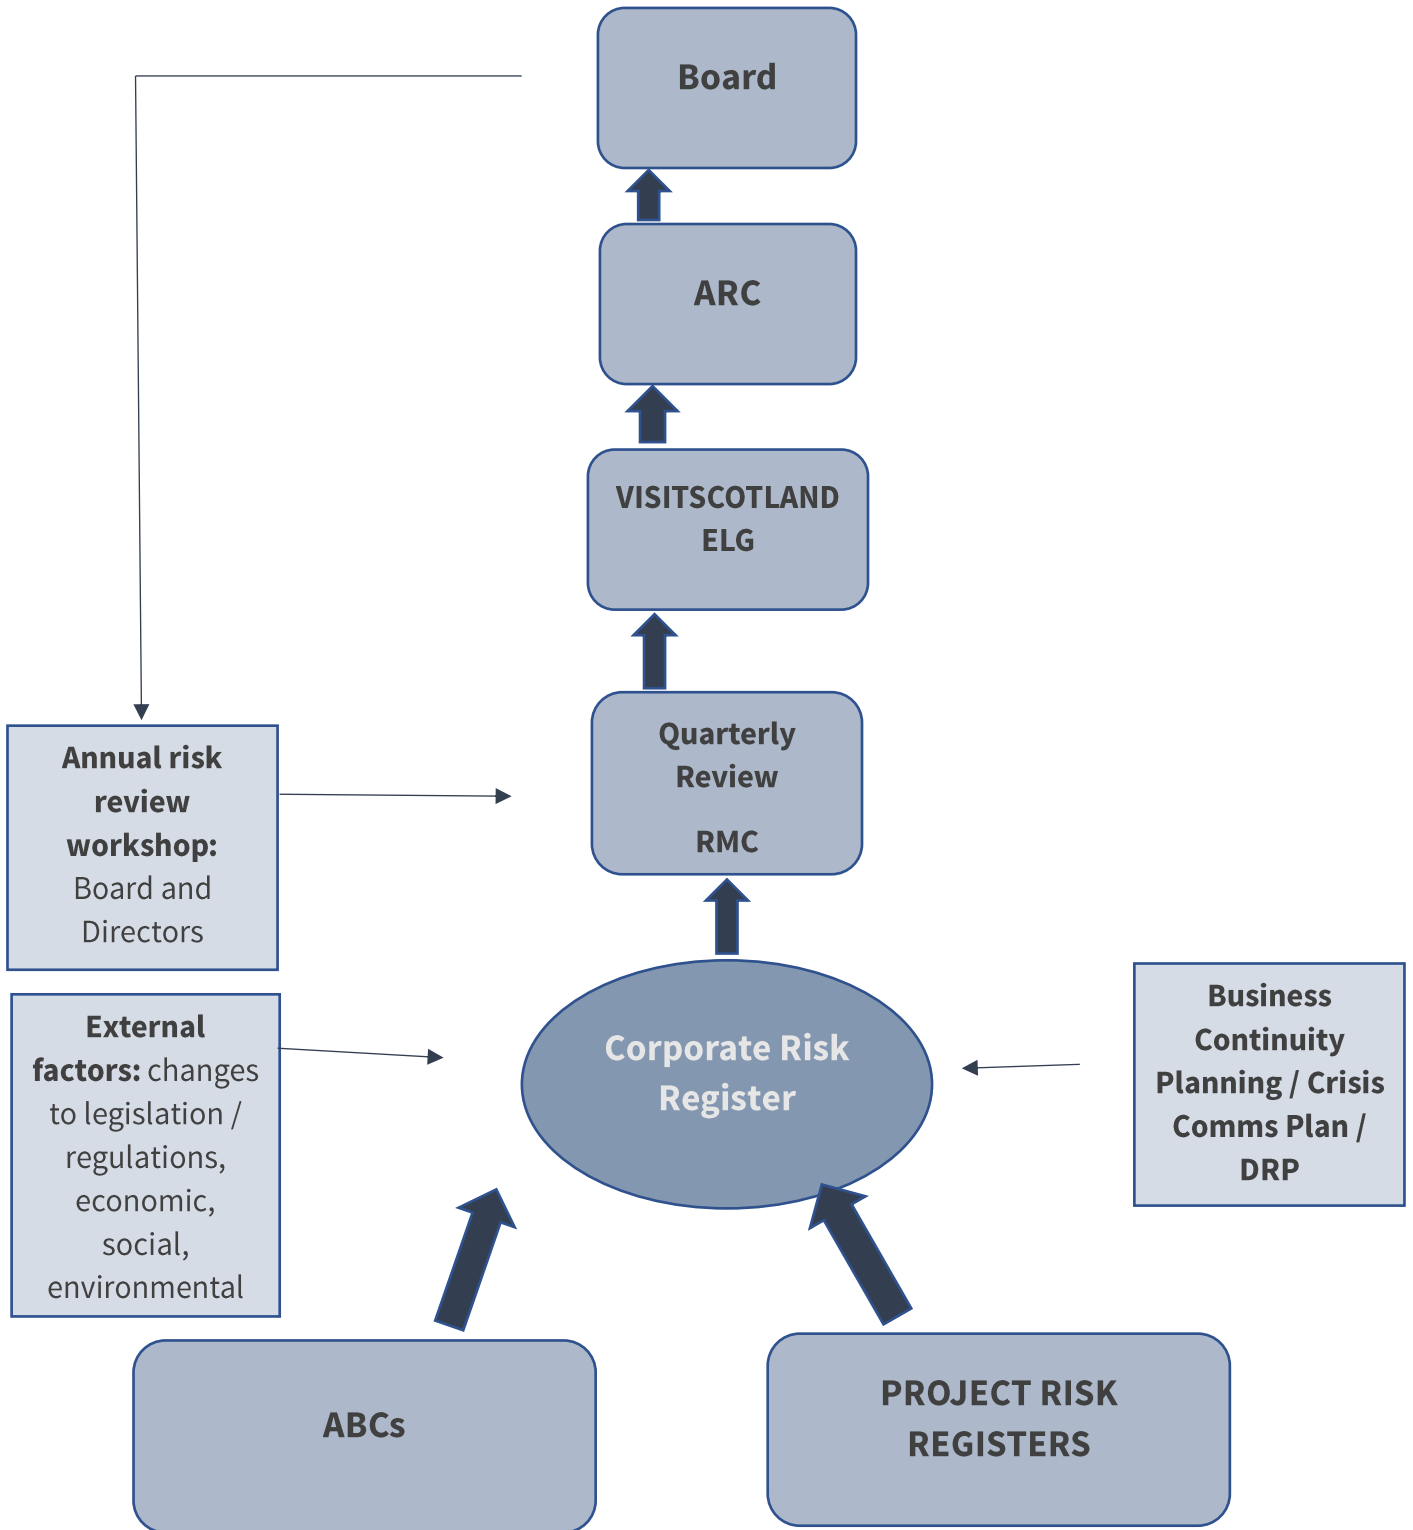 Board
ARC
VISITSCOTLAND
ELG
Quarterly
Review
RMC
Annual risk
review
workshop:
Board and
Directors
External
factors: changes
to legislation /
regulations,
economic,
social,
environmental
Corporate Risk
Register
Business
Continuity
Planning / Crisis
Comms Plan /
DRP
ABCs
PROJECT RISK
REGISTERS